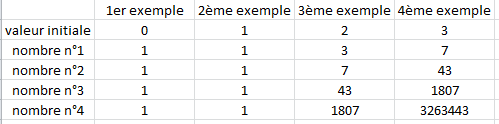 1er exemple 2ème exemple 3ème exemple 4ème exemple
valeur initiale 0 1 2 3
nombre n°1 1 1 3 7
nombre n°2 1 1 7 43
nombre n°3 1 1 43 1807
nombre n°4 1 1 1807 3263443